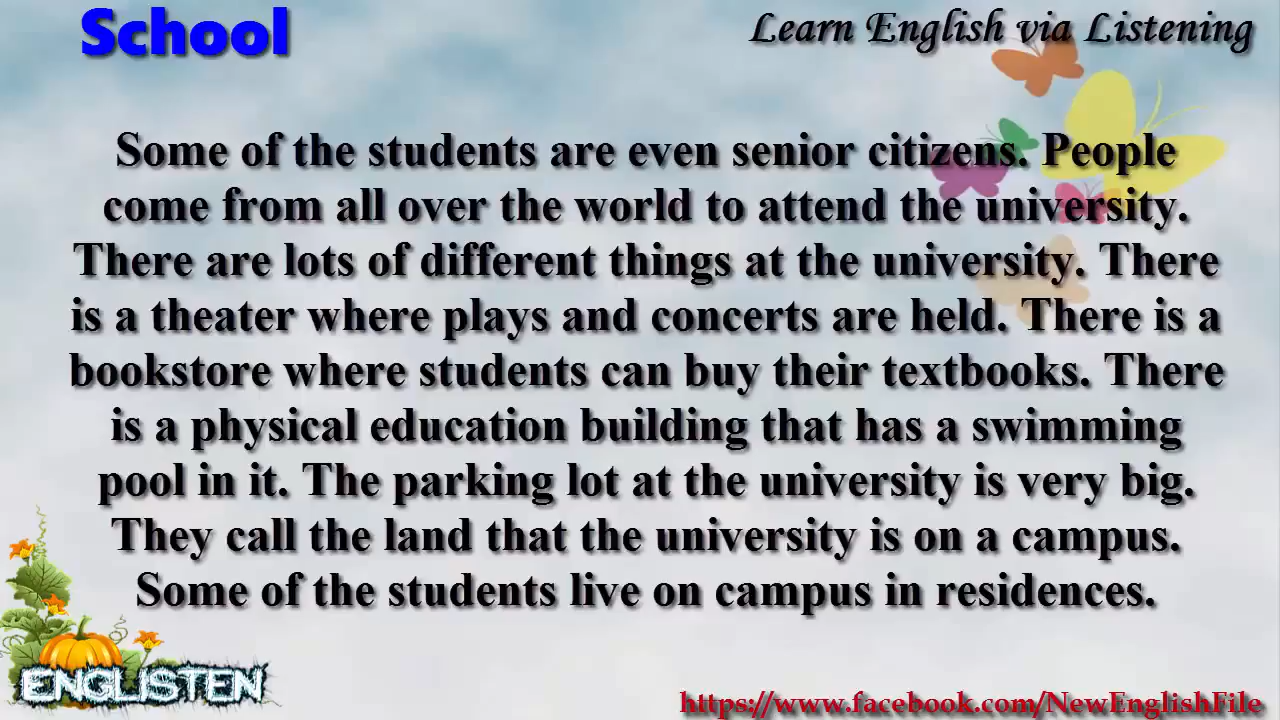 School
Learn English via Listening
Some of the students are even senior citizens. People
come from all over the world to attend the university.
There are lots of different things at the university. There
is a theater where plays and concerts are held. There is a
bookstore where students can buy their textbooks. There
is a physical education building that has a swimming
pool in it. The parking lot at the university is very big.
They call the land that the university is on a campus.
Some of the students live on campus in residences.
ENGLISTEN
https://www.facebook.com/NewEnglishFile